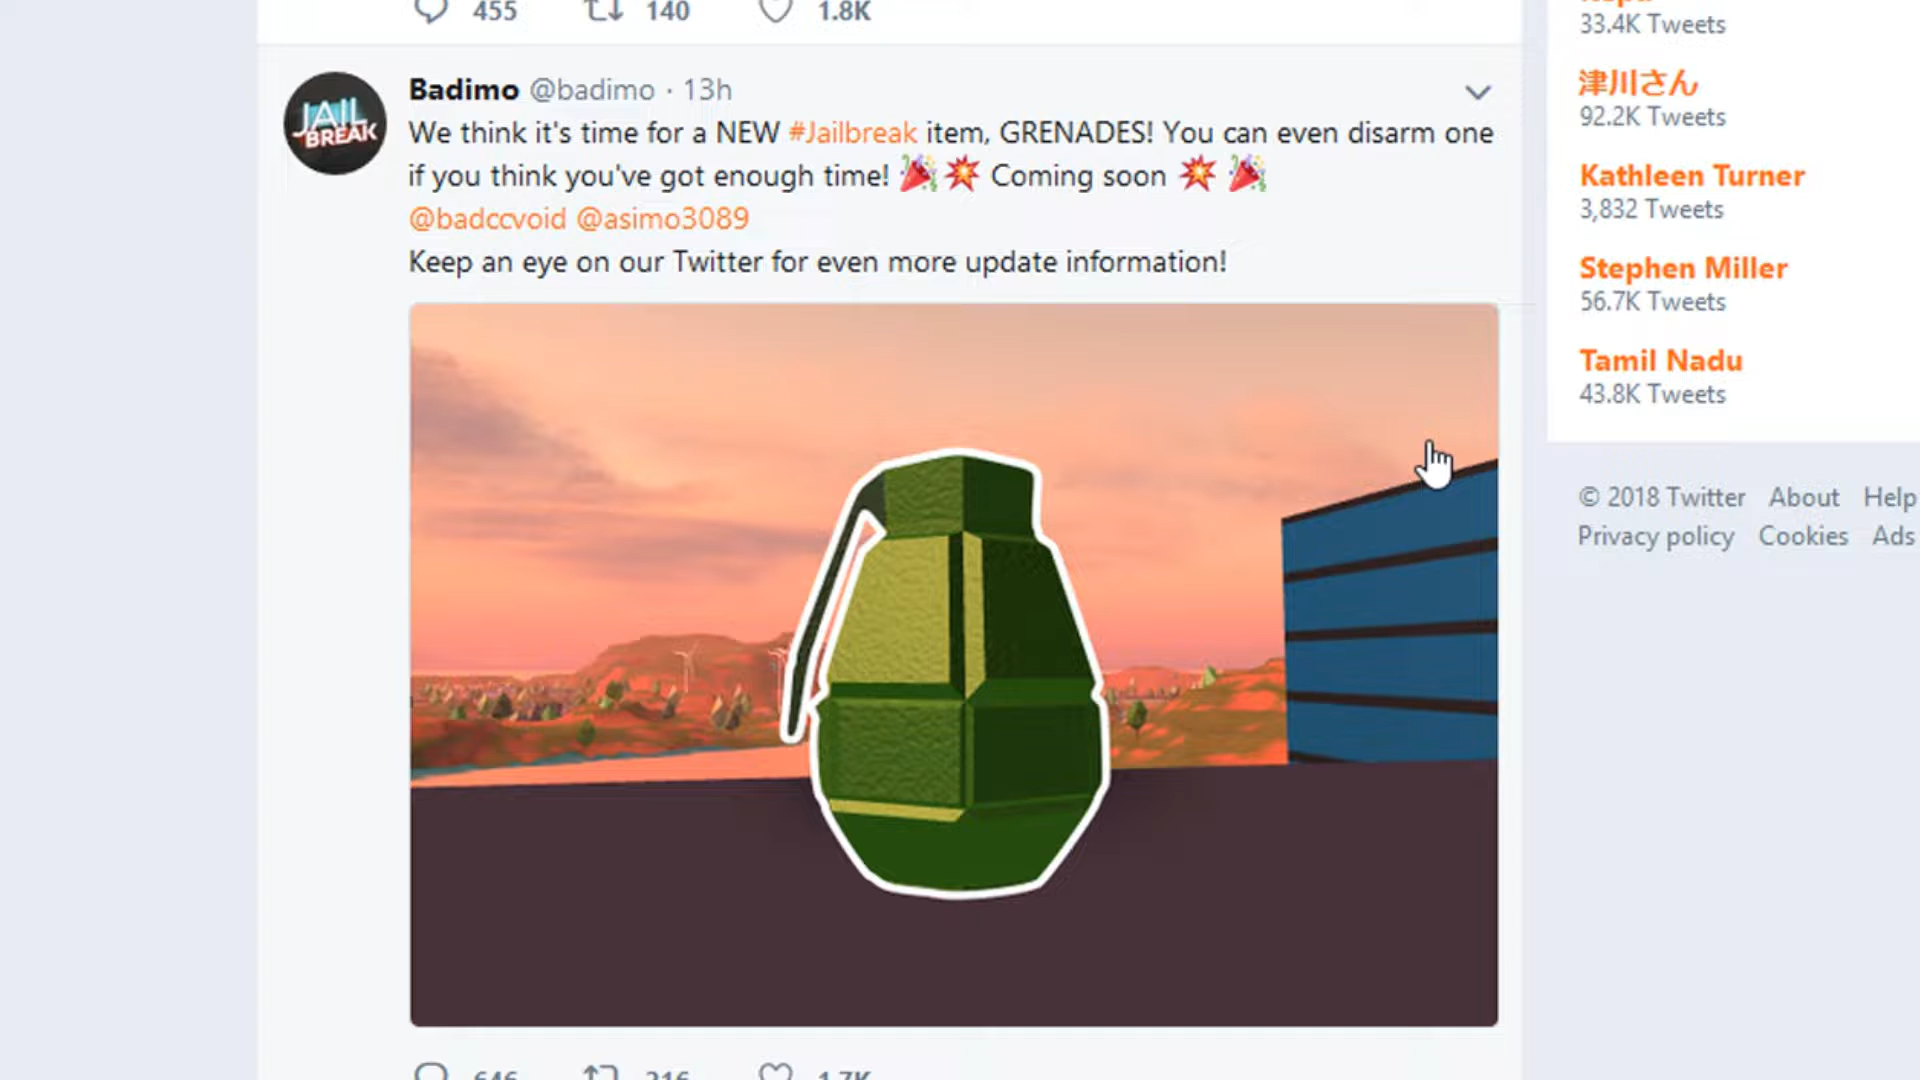 455 140 1.8K
Badimo @badimo · 13h
We think it's time for a NEW #Jailbreak item, GRENADES! You can even disarm one
if you think you've got enough time! 🎉💥 Coming soon 💥 🎉
@badccvoid @asimo3089
Keep an eye on our Twitter for even more update information!
JAIL
BREAK
646 216 1.7K
33.4K Tweets
津川さん
92.2K Tweets
Kathleen Turner
3,832 Tweets
Stephen Miller
56.7K Tweets
Tamil Nadu
43.8K Tweets
© 2018 Twitter About Help
Privacy policy Cookies Ads